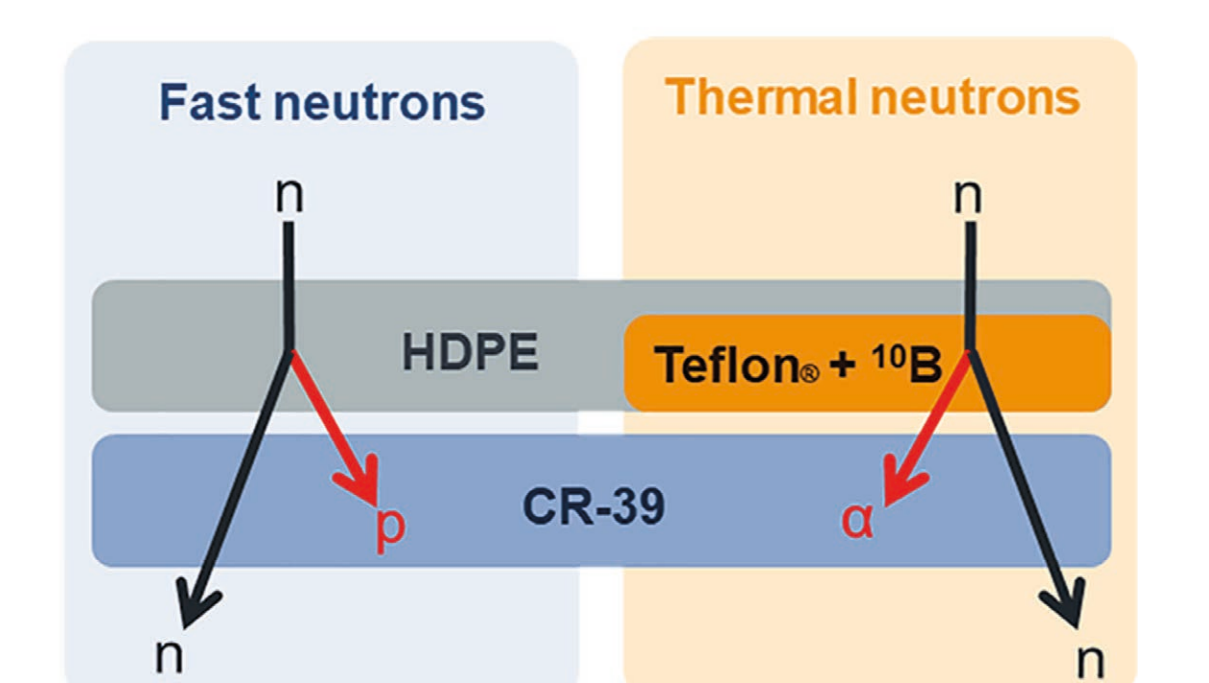 Fast neutrons
Thermal neutrons
n
n
HDPE
Teflon® + ¹⁰B
CR-39
p
α
n
n